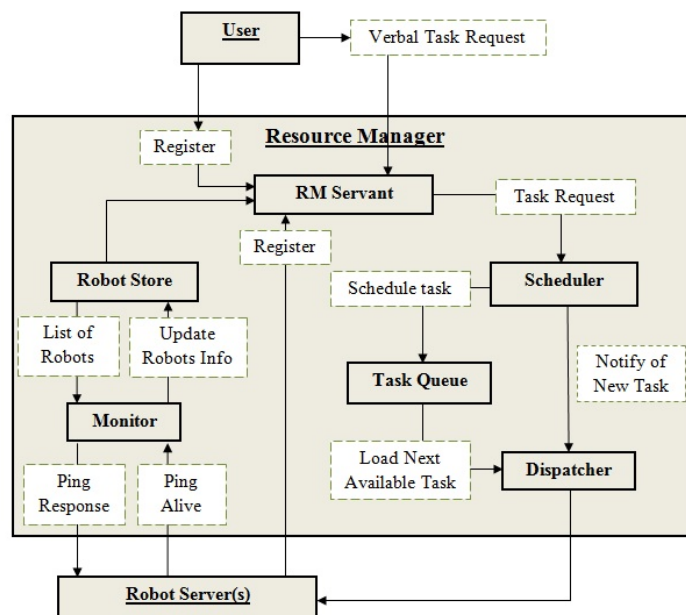 User
Verbal Task Request
Resource Manager
Register
RM Servant
Task Request
Register
Robot Store
Schedule task
Scheduler
List of
Robots
Update
Robots Info
Notify of
New Task
Task Queue
Monitor
Load Next
Available Task
Dispatcher
Ping
Response
Ping
Alive
Robot Server(s)